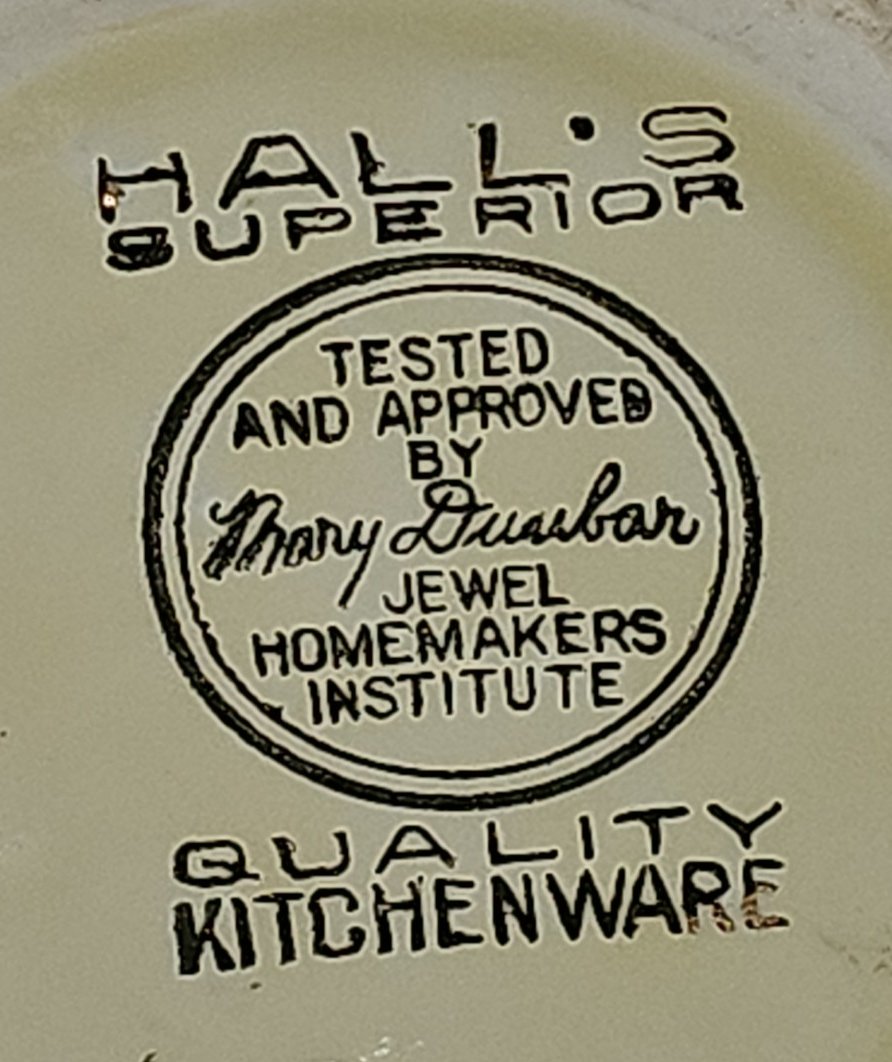 HALL'S
SUPERIOR
TESTED
AND APPROVED
BY
Mary Dunbar
JEWEL
HOMEMAKERS
INSTITUTE
QUALITY
KITCHENWARE